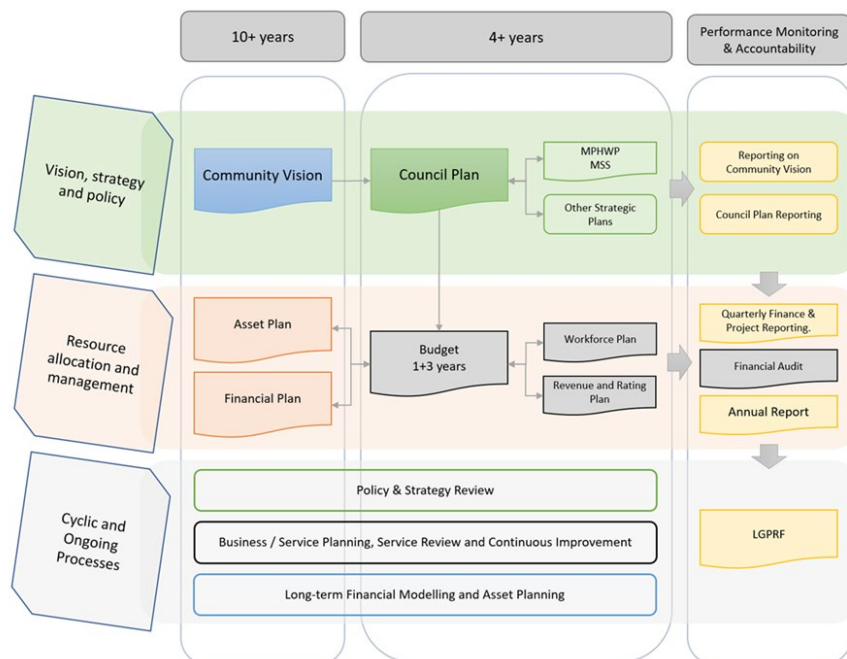 10+ years
4+ years
Performance Monitoring
& Accountability
Vision, strategy
and policy
Community Vision
Council Plan
MPHWP
MSS
Other Strategic
Plans
Reporting on
Community Vision
Council Plan Reporting
Resource
allocation and
management
Asset Plan
Financial Plan
Budget
1+3 years
Workforce Plan
Revenue and Rating
Plan
Quarterly Finance &
Project Reporting.
Financial Audit
Annual Report
Cyclic and
Ongoing
Processes
Policy & Strategy Review
Business / Service Planning, Service Review and Continuous Improvement
Long-term Financial Modelling and Asset Planning
LGPRF